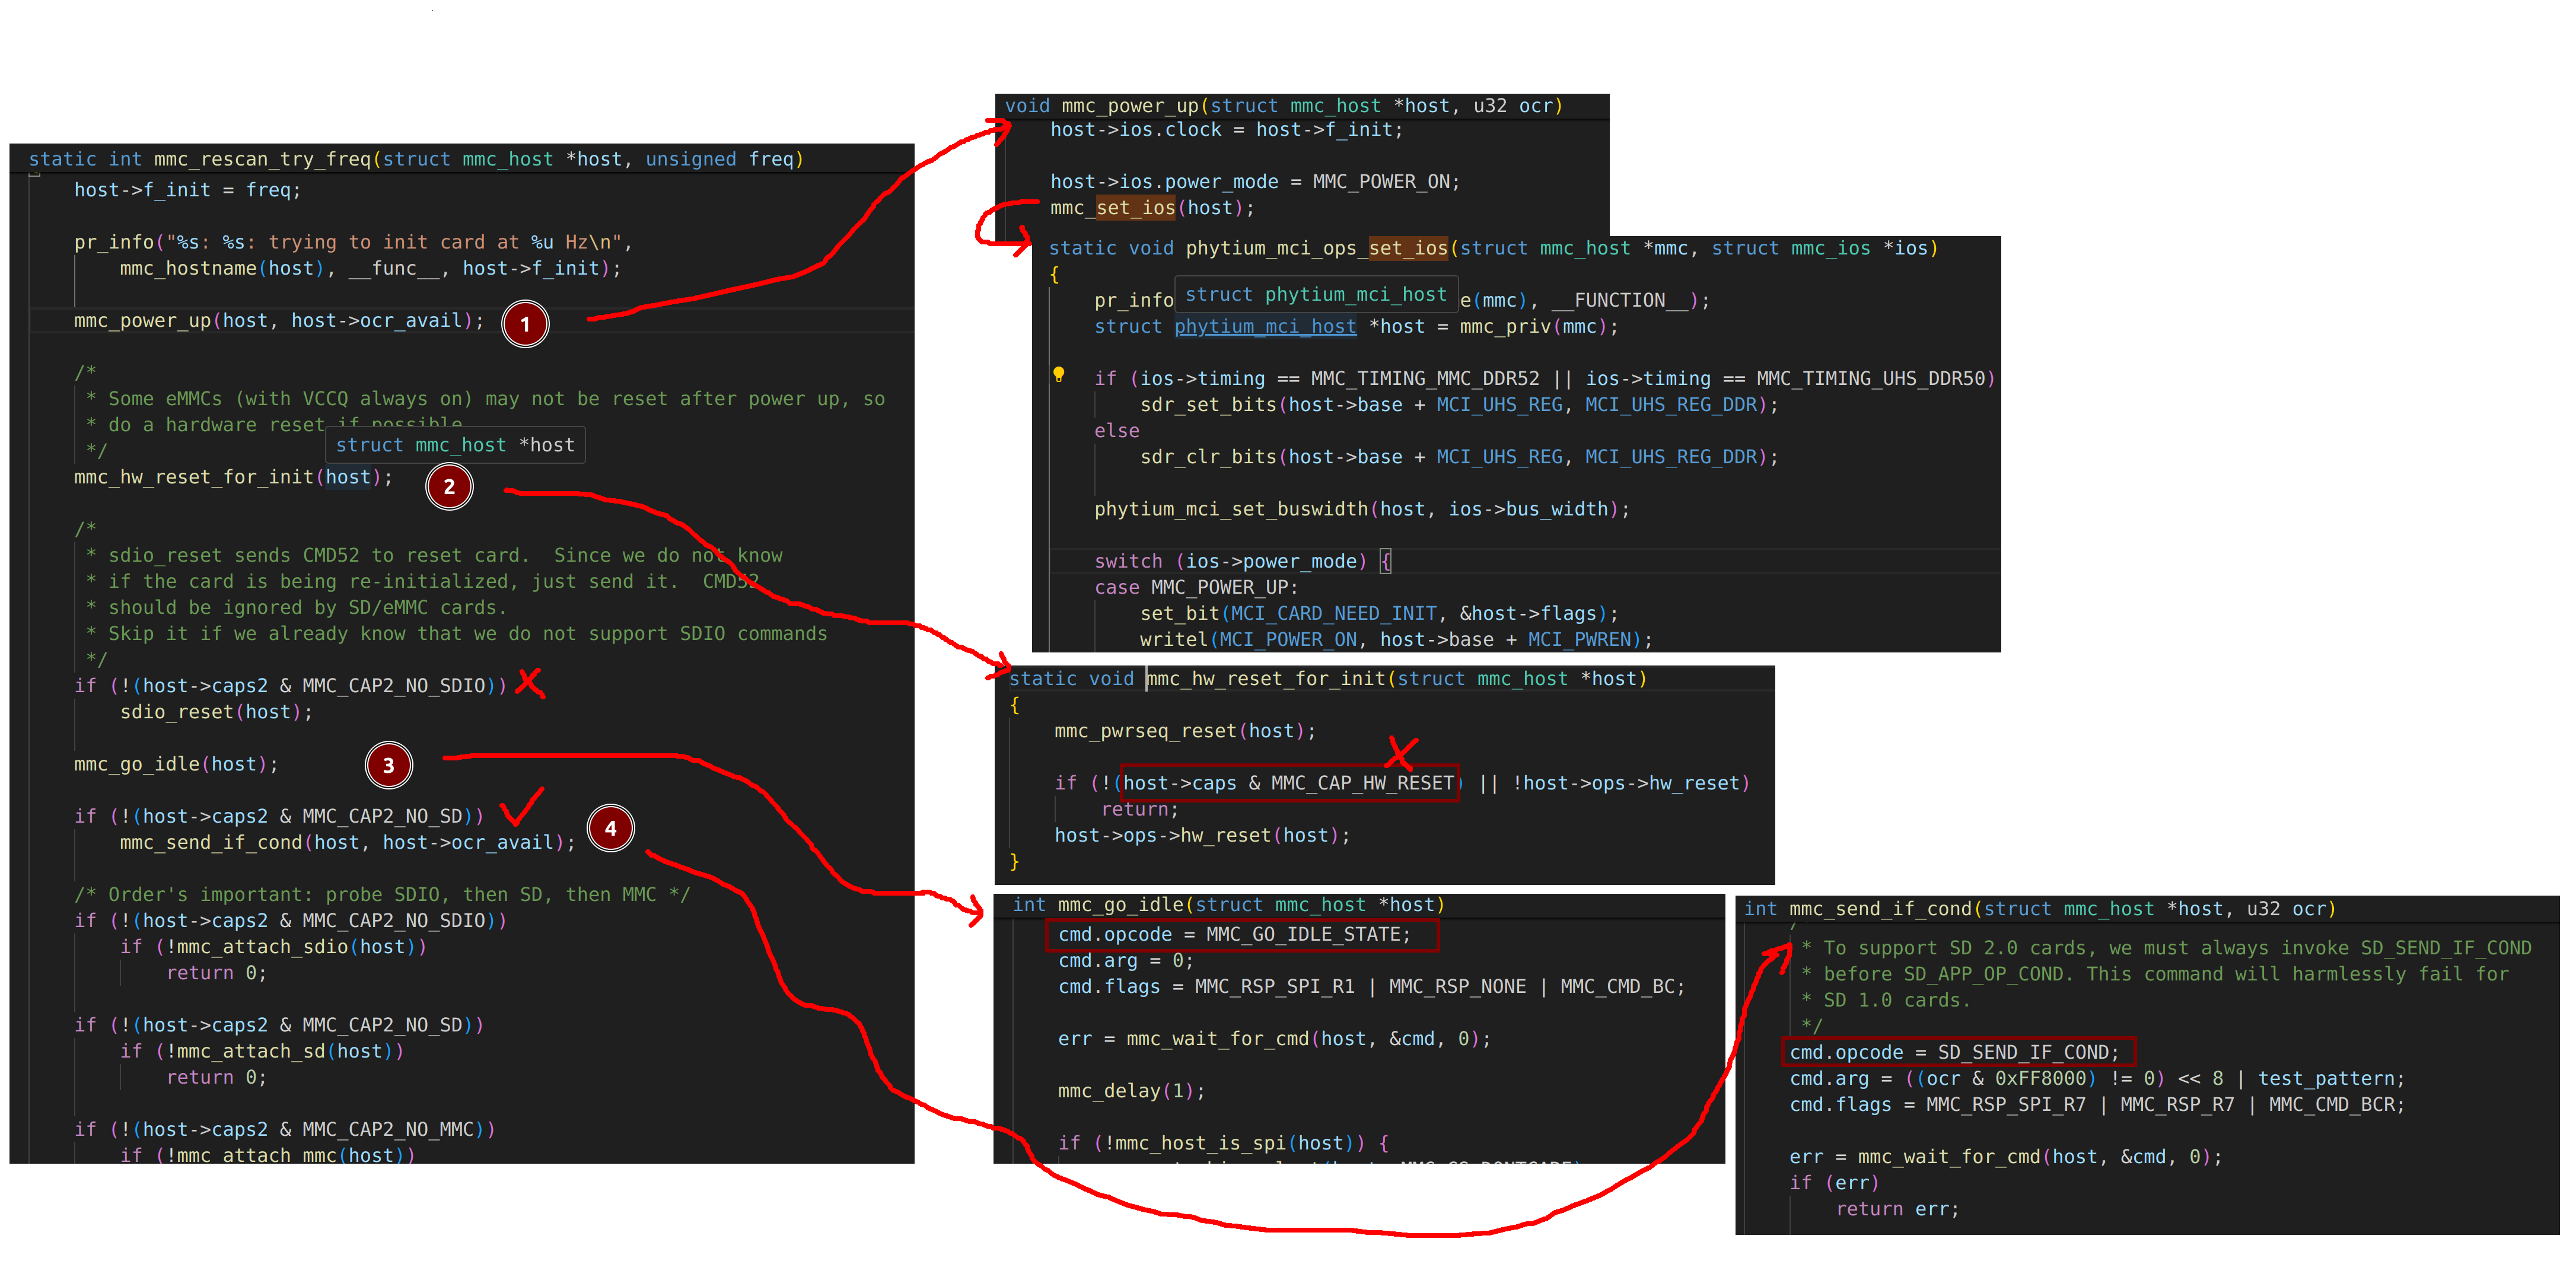 static int mmc_rescan_try_freq(struct mmc_host *host, unsigned freq)
host->f_init = freq;
pr_info("%s: %s: trying to init card at %u Hz\n",
mmc_hostname(host), __func__, host->f_init);
mmc_power_up(host, host->ocr_avail);
1
/*
* Some eMMCs (with VCCQ always on) may not be reset after power up, so
* do a hardware reset if possible
*/
struct mmc_host *host
mmc_hw_reset_for_init(host);
2
/*
* sdio_reset sends CMD52 to reset card.  Since we do not know
* if the card is being re-initialized, just send it.  CMD52
* should be ignored by SD/eMMC cards.
* Skip it if we already know that we do not support SDIO commands
*/
if (!(host->caps2 & MMC_CAP2_NO_SDIO))
sdio_reset(host);
mmc_go_idle(host);
3
if (!(host->caps2 & MMC_CAP2_NO_SD))
mmc_send_if_cond(host, host->ocr_avail);
4
/* Order's important: probe SDIO, then SD, then MMC */
if (!(host->caps2 & MMC_CAP2_NO_SDIO))
if (!mmc_attach_sdio(host))
return 0;
if (!(host->caps2 & MMC_CAP2_NO_SD))
if (!mmc_attach_sd(host))
return 0;
if (!(host->caps2 & MMC_CAP2_NO_MMC))
if (!mmc_attach_mmc(host))
void mmc_power_up(struct mmc_host *host, u32 ocr)
host->ios.clock = host->f_init;
host->ios.power_mode = MMC_POWER_ON;
mmc_set_ios(host);
static void phytium_mci_ops_set_ios(struct mmc_host *mmc, struct mmc_ios *ios)
{
struct phytium_mci_host
pr_info e(mmc), __FUNCTION__);
struct phytium_mci_host *host = mmc_priv(mmc);
if (ios->timing == MMC_TIMING_MMC_DDR52 || ios->timing == MMC_TIMING_UHS_DDR50)
sdr_set_bits(host->base + MCI_UHS_REG, MCI_UHS_REG_DDR);
else
sdr_clr_bits(host->base + MCI_UHS_REG, MCI_UHS_REG_DDR);
phytium_mci_set_buswidth(host, ios->bus_width);
switch (ios->power_mode) {
case MMC_POWER_UP:
set_bit(MCI_CARD_NEED_INIT, &host->flags);
writel(MCI_POWER_ON, host->base + MCI_PWREN);
static void mmc_hw_reset_for_init(struct mmc_host *host)
{
mmc_pwrseq_reset(host);
if (!(host->caps & MMC_CAP_HW_RESET) || !host->ops->hw_reset)
return;
host->ops->hw_reset(host);
}
int mmc_go_idle(struct mmc_host *host)
cmd.opcode = MMC_GO_IDLE_STATE;
cmd.arg = 0;
cmd.flags = MMC_RSP_SPI_R1 | MMC_RSP_NONE | MMC_CMD_BC;
err = mmc_wait_for_cmd(host, &cmd, 0);
mmc_delay(1);
if (!mmc_host_is_spi(host)) {
int mmc_send_if_cond(struct mmc_host *host, u32 ocr)
* To support SD 2.0 cards, we must always invoke SD_SEND_IF_COND
* before SD_APP_OP_COND. This command will harmlessly fail for
* SD 1.0 cards.
*/
cmd.opcode = SD_SEND_IF_COND;
cmd.arg = ((ocr & 0xFF8000) != 0) << 8 | test_pattern;
cmd.flags = MMC_RSP_SPI_R7 | MMC_RSP_R7 | MMC_CMD_BCR;
err = mmc_wait_for_cmd(host, &cmd, 0);
if (err)
return err;